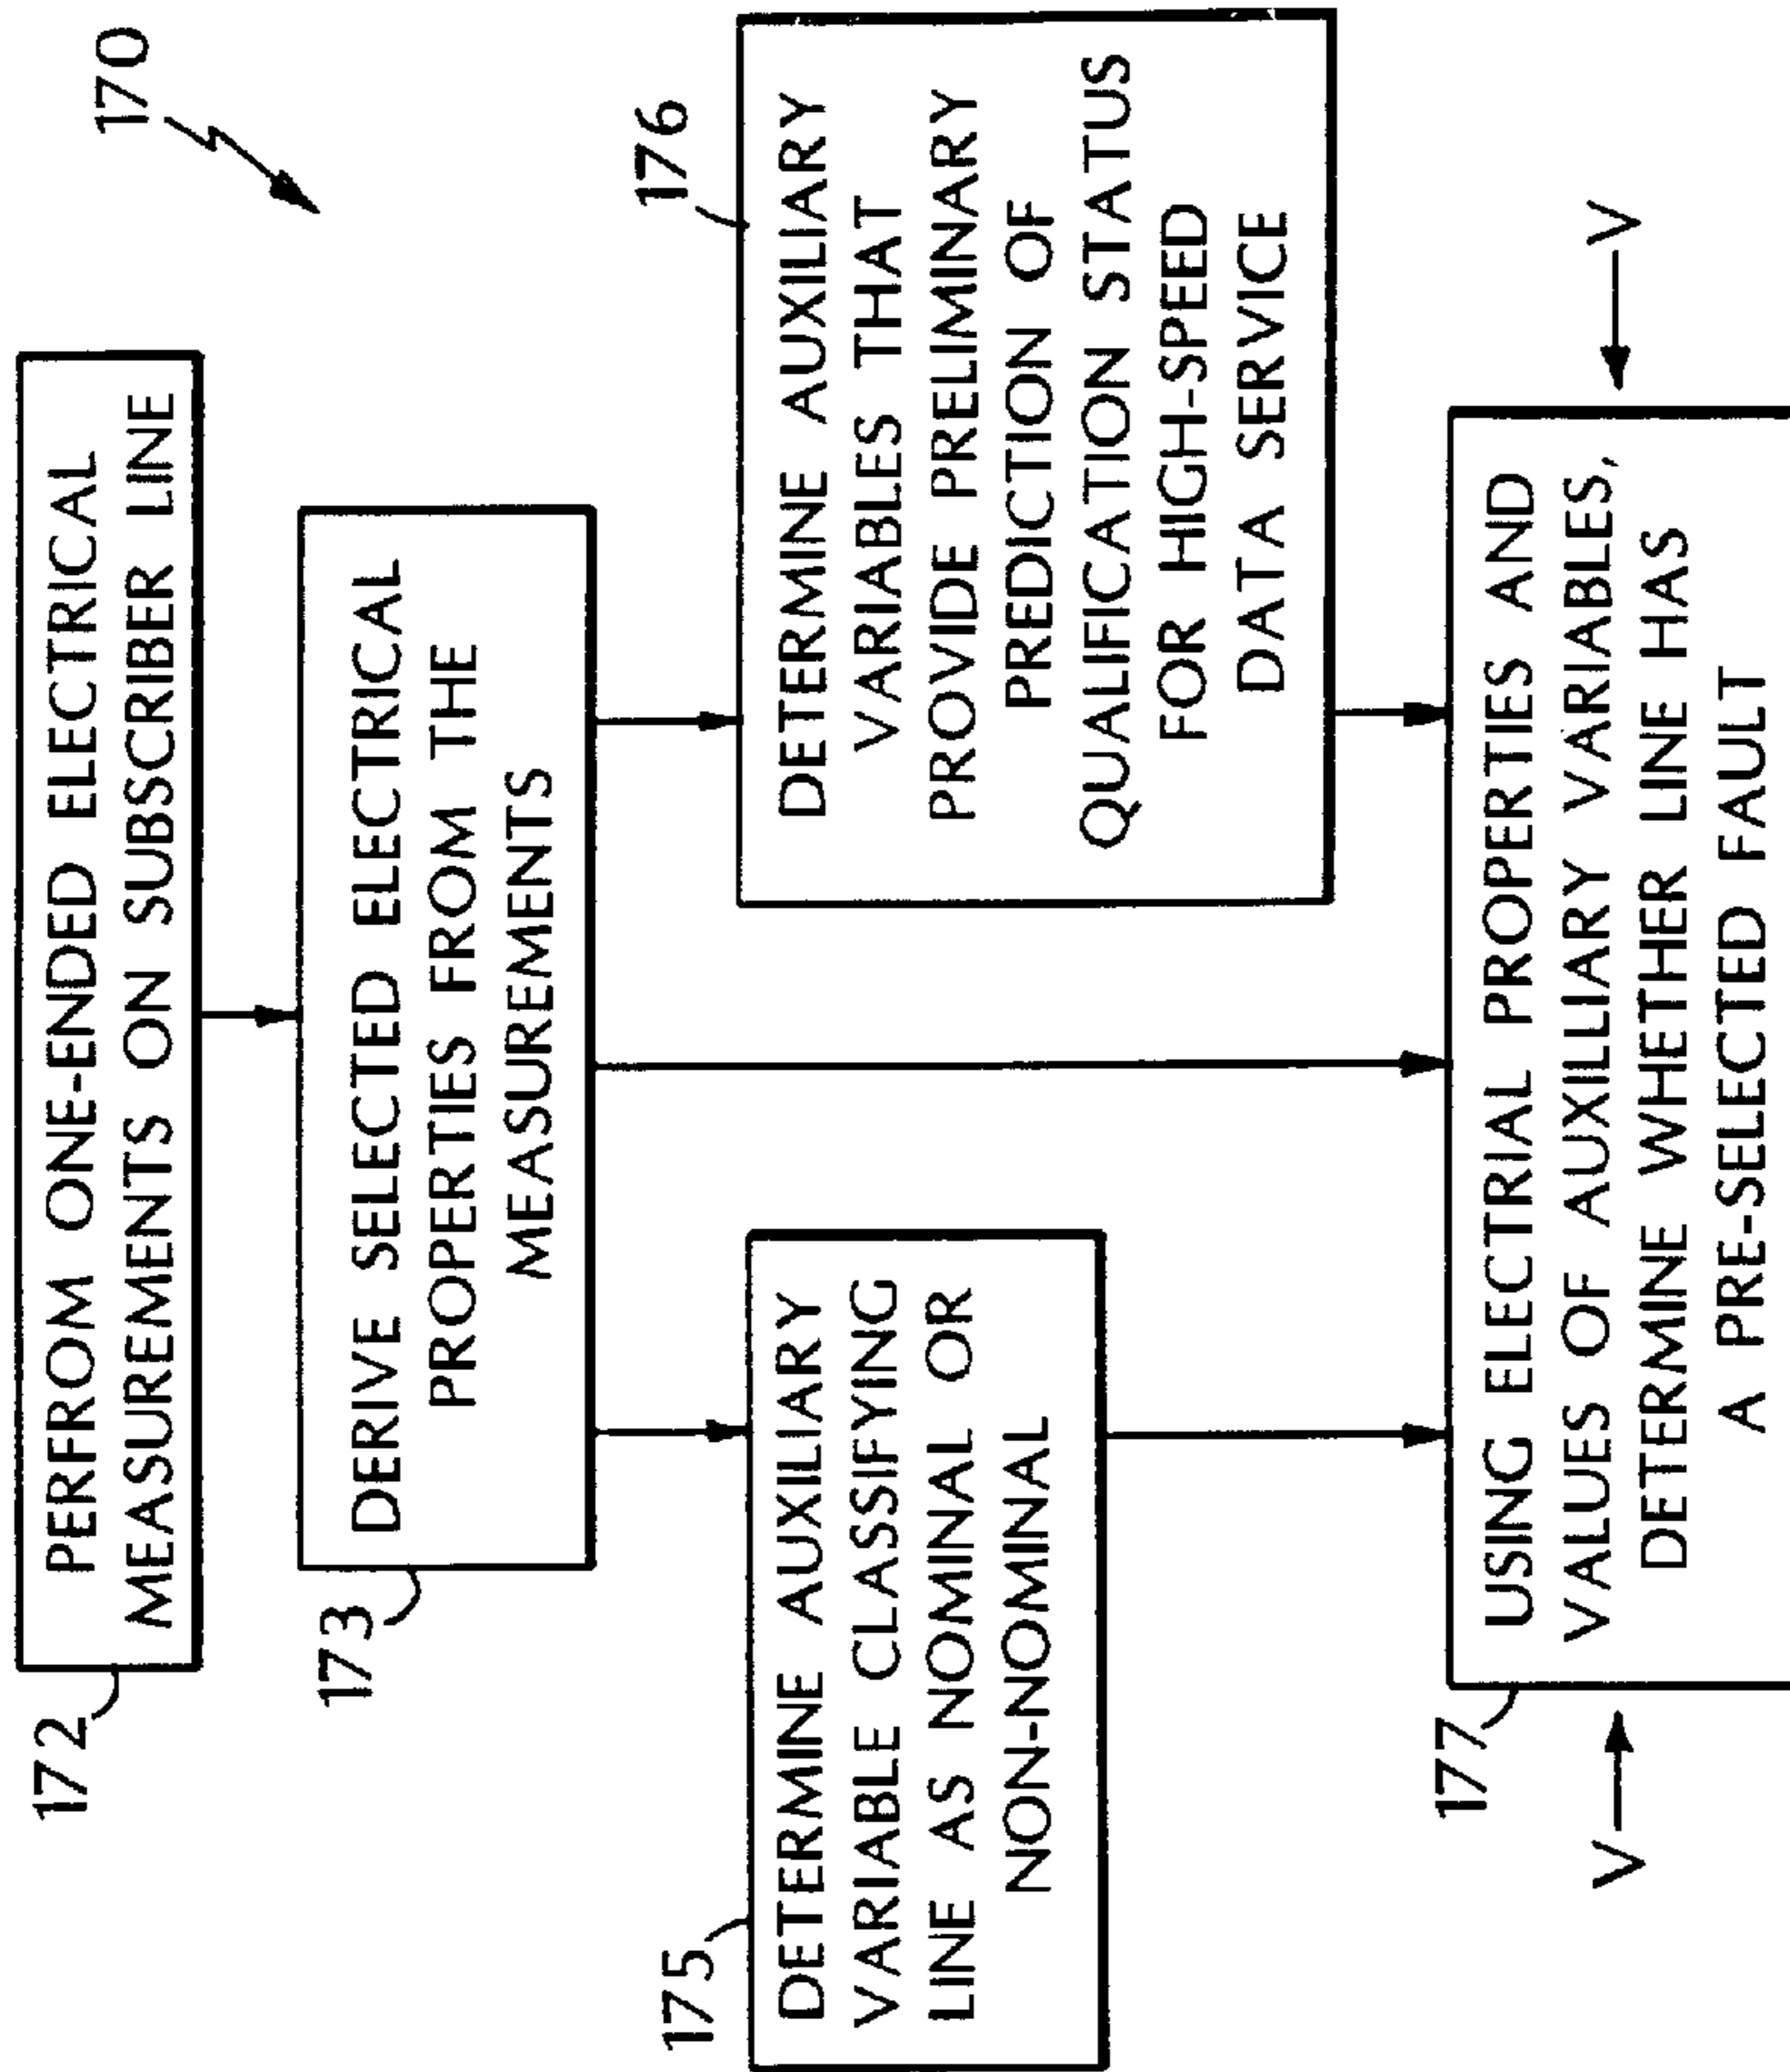 170
172
PERFROM ONE-ENDED ELECTRICAL
MEASUREMENTS ON SUBSCRIBER LINE
173
DERIVE SELECTED ELECTRICAL
PROPERTIES FROM THE
MEASUREMENTS
175
DETERMINE AUXILIARY
VARIABLE CLASSIFYING
LINE AS NOMINAL OR
NON-NOMINAL
176
DETERMINE AUXILIARY
VARIABLES THAT
PROVIDE PRELIMINARY
PREDICTION OF
QUALIFICATION STATUS
FOR HIGH-SPEED
DATA SERVICE
177
USING ELECTRIAL PROPERTIES AND
VALUES OF AUXILLIARY VARIABLES,
DETERMINE WHETHER LINE HAS
A PRE-SELECTED FAULT
V
V